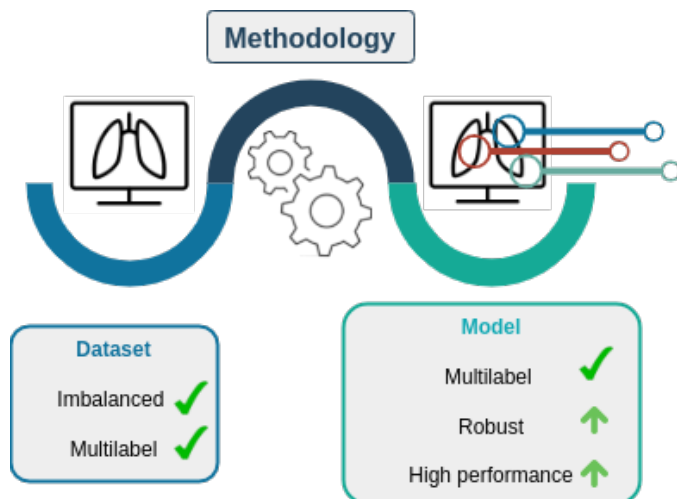 Methodology
Dataset
Imbalanced
Multilabel
Model
Multilabel
Robust
High performance